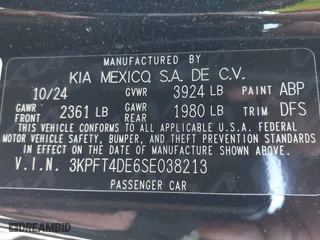 MANUFACTURED BY
KIA MEXICO, S.A. DE C.V.
10/24 GVWR 3924 LB PAINT ABP
GAWR FRONT 2361 LB GAWR REAR 1980 LB TRIM DFS
THIS VEHICLE CONFORMS TO ALL APPLICABLE U.S. FEDERAL
MOTOR VEHICLE SAFETY, BUMPER, AND THEFT PREVENTION STANDARDS
IN EFFECT ON THE DATE OF MANUFACTURE SHOWN ABOVE.
V.I.N. 3KPFT4DE6SE038213
PASSENGER CAR
DREAMBID